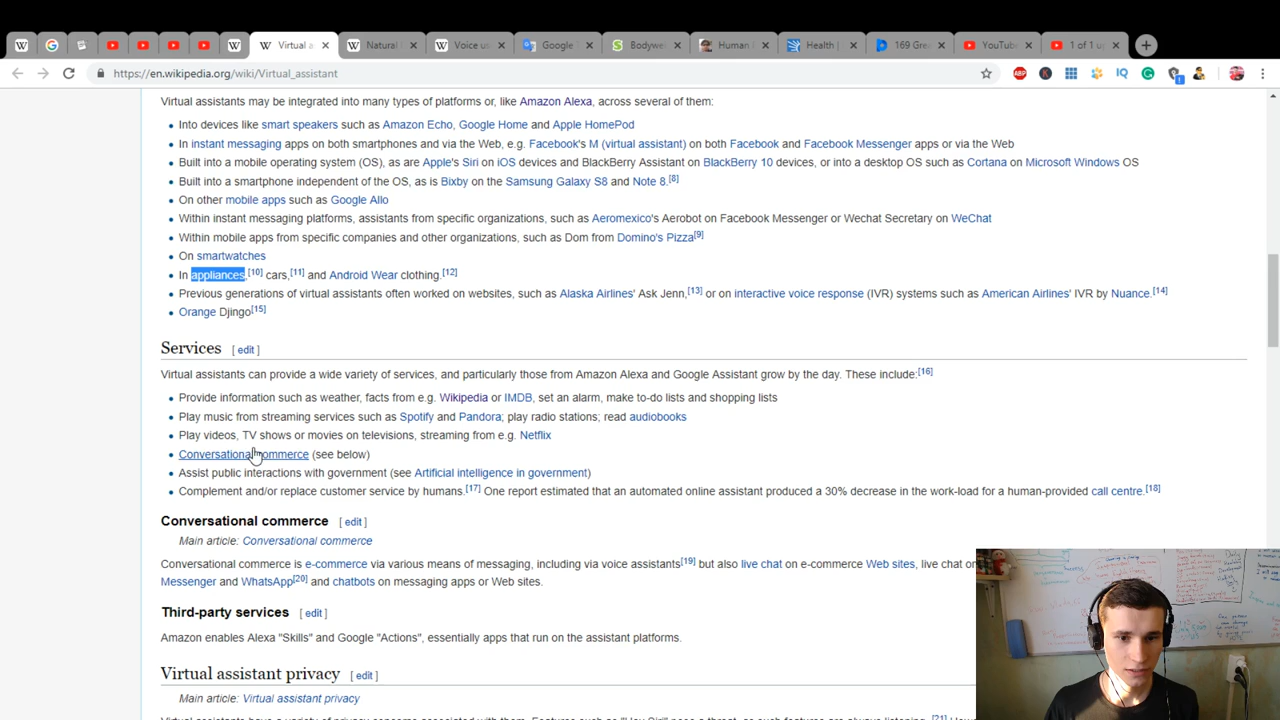 Virtual a
Natural
Voice us
Google
Bodywei
Human
Health |
169 Gre
YouTube
1 of 1 u
https://en.wikipedia.org/wiki/Virtual_assistant
ABP
K
IQ
G
Virtual assistants may be integrated into many types of platforms or, like Amazon Alexa, across several of them:
Into devices like smart speakers such as Amazon Echo, Google Home and Apple HomePod
In instant messaging apps on both smartphones and via the Web, e.g. Facebook's M (virtual assistant) on both Facebook and Facebook Messenger apps or via the Web
Built into a mobile operating system (OS), as are Apple's Siri on iOS devices and BlackBerry Assistant on BlackBerry 10 devices, or into a desktop OS such as Cortana on Microsoft Windows OS
Built into a smartphone independent of the OS, as is Bixby on the Samsung Galaxy S8 and Note 8.[8]
On other mobile apps such as Google Allo
Within instant messaging platforms, assistants from specific organizations, such as Aeromexico's Aerobot on Facebook Messenger or Wechat Secretary on WeChat
Within mobile apps from specific companies and other organizations, such as Dom from Domino's Pizza[9]
On smartwatches
In appliances,[10] cars,[11] and Android Wear clothing.[12]
Previous generations of virtual assistants often worked on websites, such as Alaska Airlines' Ask Jenn,[13] or on interactive voice response (IVR) systems such as American Airlines' IVR by Nuance.[14]
Orange Djingo[15]
Services [ edit ]
Virtual assistants can provide a wide variety of services, and particularly those from Amazon Alexa and Google Assistant grow by the day. These include:[16]
Provide information such as weather, facts from e.g. Wikipedia or IMDB, set an alarm, make to-do lists and shopping lists
Play music from streaming services such as Spotify and Pandora; play radio stations; read audiobooks
Play videos, TV shows or movies on televisions, streaming from e.g. Netflix
Conversational commerce (see below)
Assist public interactions with government (see Artificial intelligence in government)
Complement and/or replace customer service by humans.[17] One report estimated that an automated online assistant produced a 30% decrease in the work-load for a human-provided call centre.[18]
Conversational commerce [ edit ]
Main article: Conversational commerce
Conversational commerce is e-commerce via various means of messaging, including via voice assistants[19] but also live chat on e-commerce Web sites, live chat on
Messenger and WhatsApp[20] and chatbots on messaging apps or Web sites.
Third-party services [ edit ]
Amazon enables Alexa "Skills" and Google "Actions", essentially apps that run on the assistant platforms.
Virtual assistant privacy [ edit ]
Main article: Virtual assistant privacy